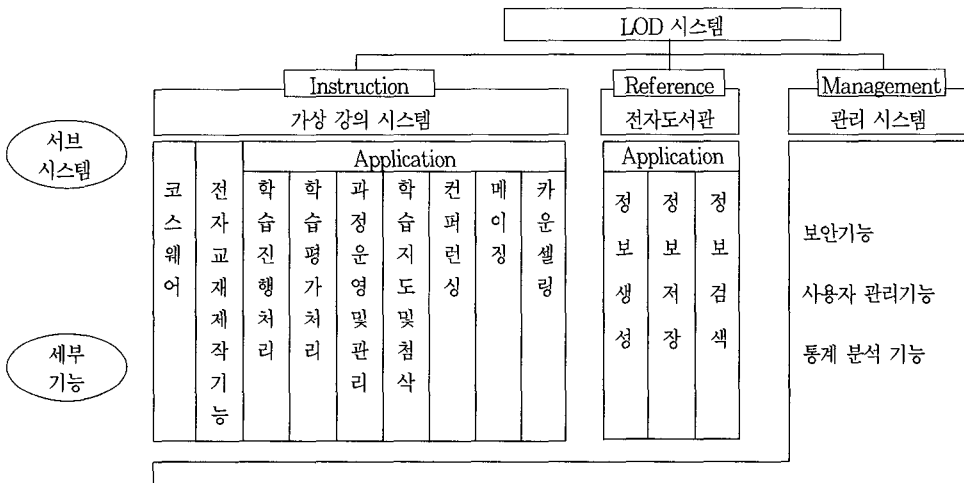 LOD 시스템
Instruction
가상 강의 시스템
Reference
전자도서관
Management
관리 시스템
서브
시스템
세부
기능
코스웨어
전자교재제작기능
Application
학습진행처리
학습평가처리
과정운영및관리
학습지도및첨삭
컨퍼런싱
메이징
카운셀링
Application
정보생성
정보저장
정보검색
보안기능
사용자 관리기능
통계 분석 기능